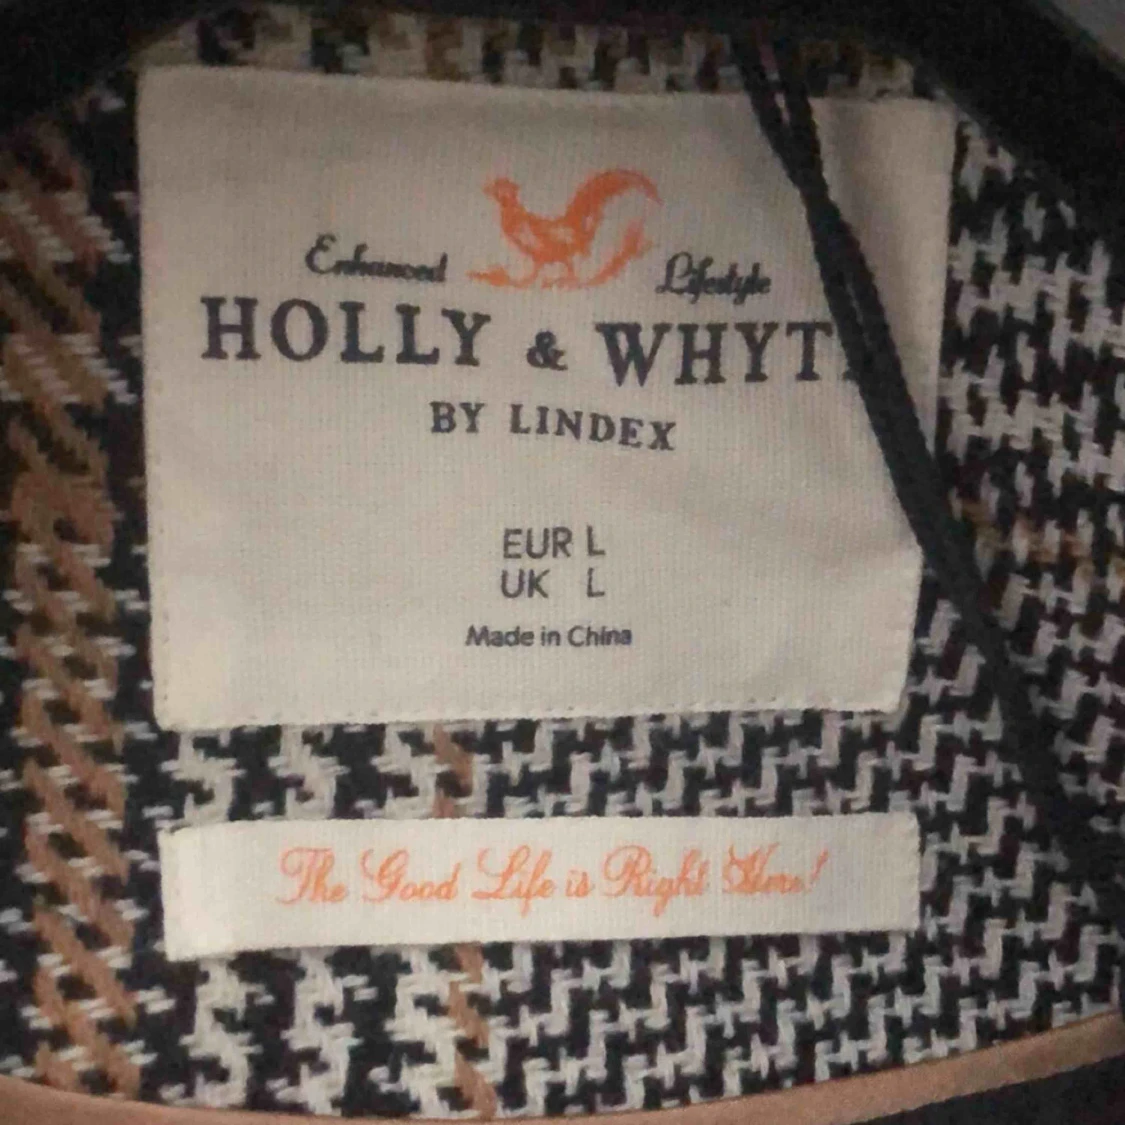 Enhanced Lifestyle
HOLLY & WHYT
BY LINDEX
EUR L
UK L
Made in China
The Good Life is Right Here!